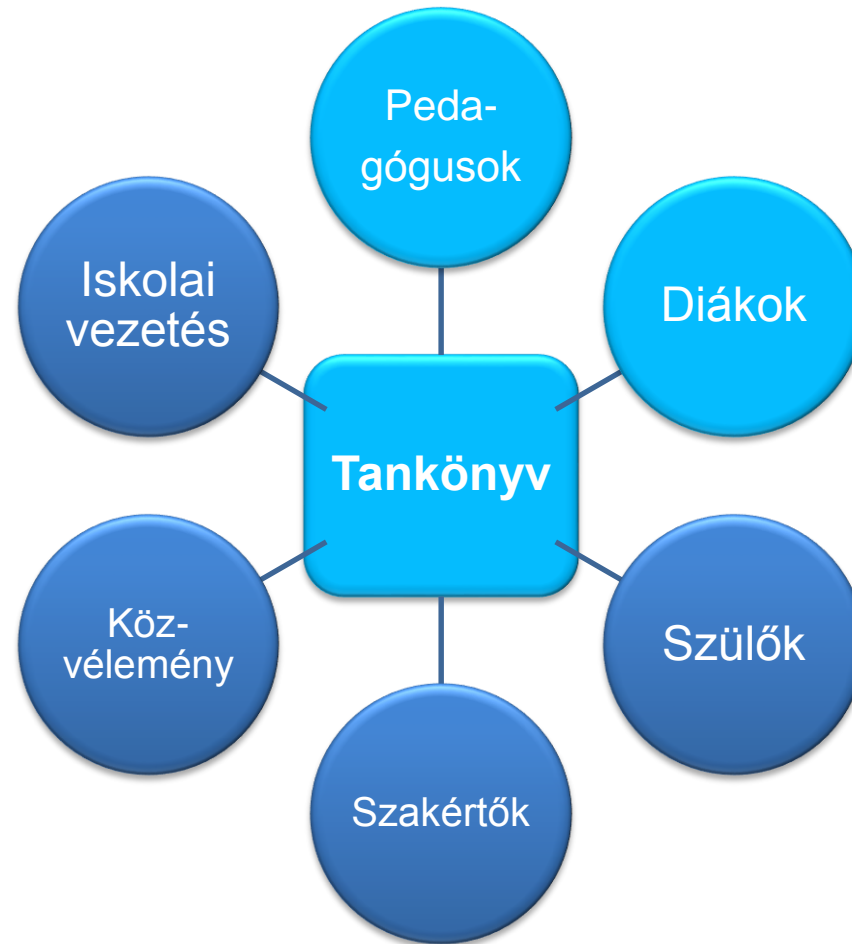 Peda-
gógusok
Iskolai
vezetés
Diákok
Tankönyv
Köz-
vélemény
Szülők
Szakértők